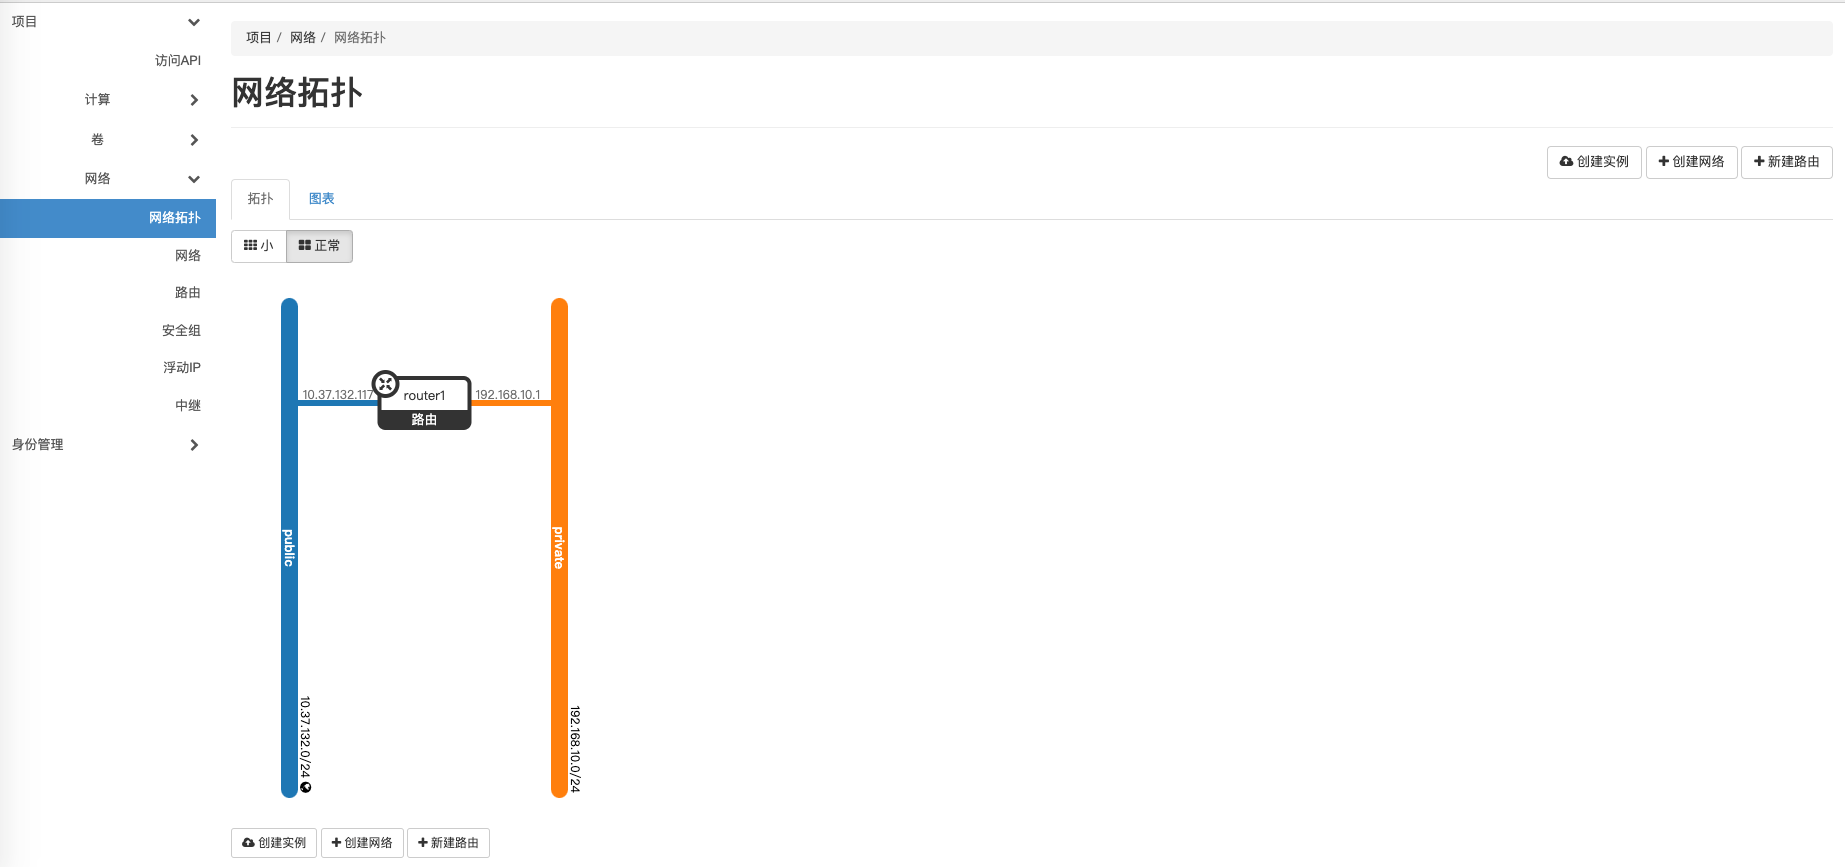 项目
访问API
计算
卷
网络
网络拓扑
网络
路由
安全组
浮动IP
中继
身份管理
项目 / 网络 / 网络拓扑
网络拓扑
创建实例 创建网络 新建路由
拓扑 图表
小 正常
10.37.132.117 router1 192.168.10.1
路由
public
private
10.37.132.0/24
192.168.10.0/24
创建实例 创建网络 新建路由